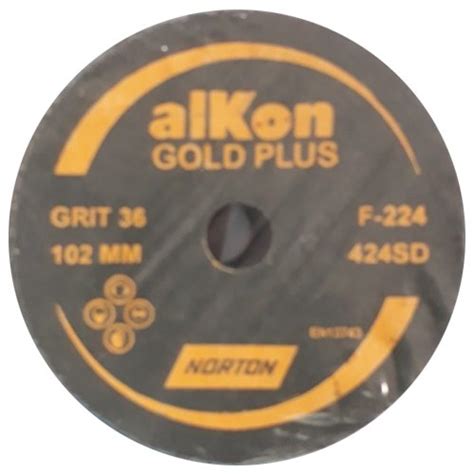 alKon
GOLD PLUS
GRIT 36
F-224
102 MM
424SD
NORTON